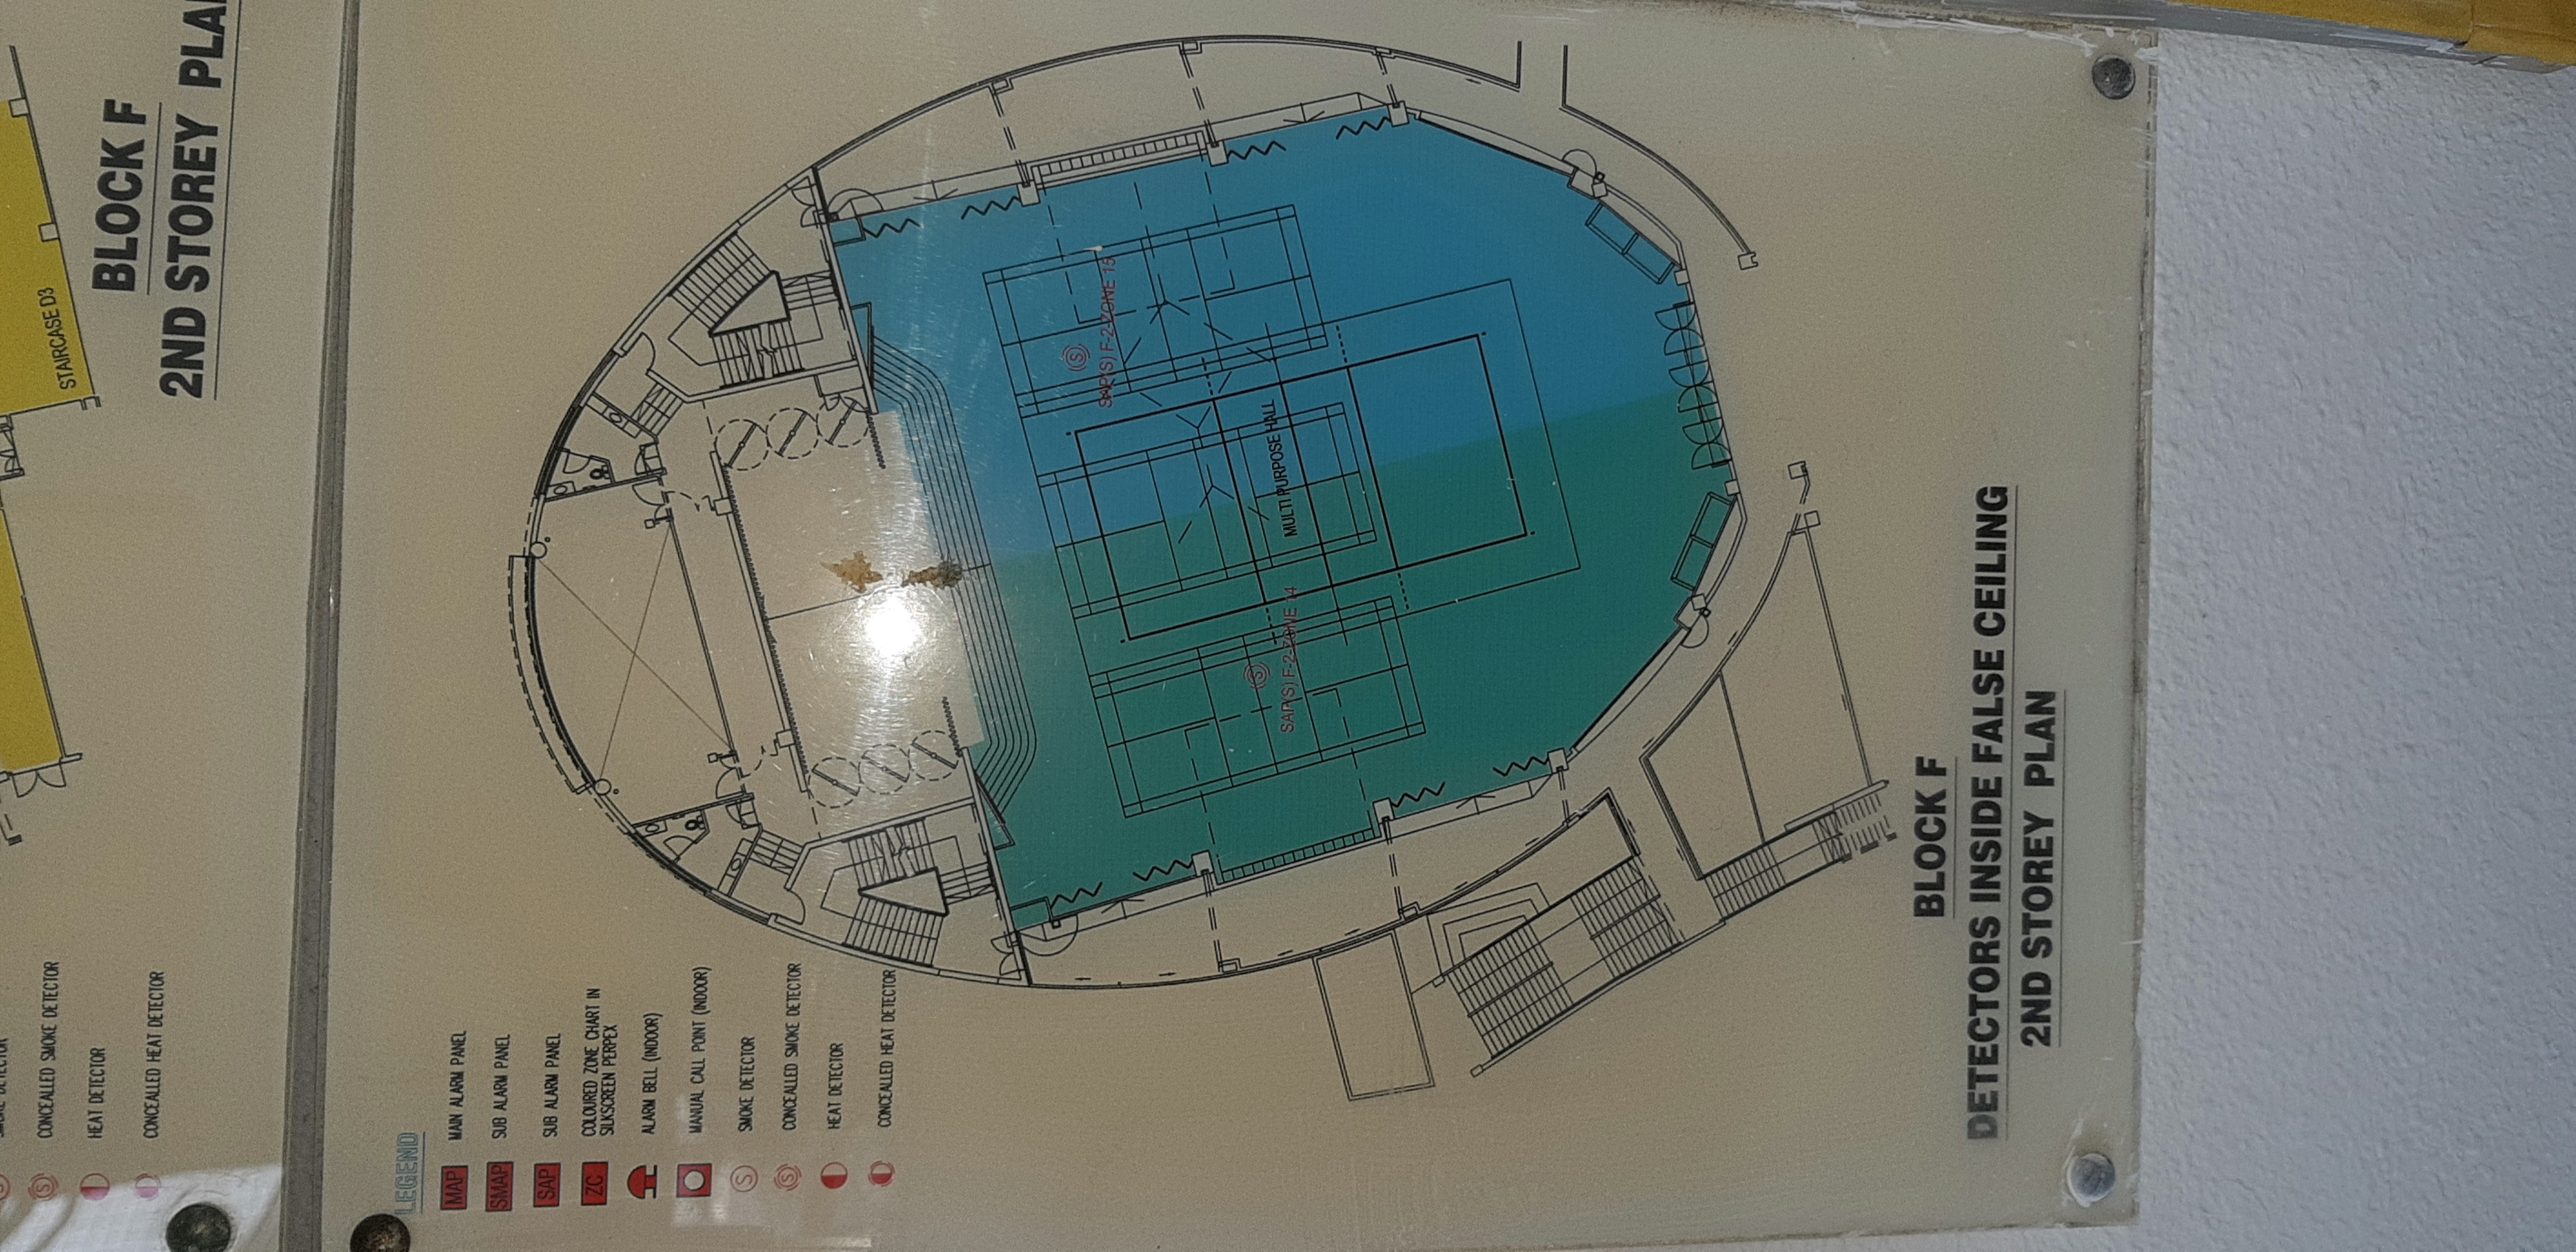 SMOKE DETECTOR
CONCEALLED SMOKE DETECTOR
HEAT DETECTOR
CONCEALLED HEAT DETECTOR
STAIRCASE D3
BLOCK F
2ND STOREY PLA
LEGEND
MAP MAIN ALARM PANEL
SMAP SUB ALARM PANEL
SAP SUB ALARM PANEL
ZC COLOURED ZONE CHART IN
SILKSCREEN PERPEX
ALARM BELL (INDOOR)
MANUAL CALL POINT (INDOOR)
S SMOKE DETECTOR
S CONCEALLED SMOKE DETECTOR
HEAT DETECTOR
CONCEALLED HEAT DETECTOR
S
SAP(S) F-2-ZONE 15
S
SAP(S) F-2-ZONE 14
MULTI PURPOSE HALL
BLOCK F
DETECTORS INSIDE FALSE CEILING
2ND STOREY PLAN